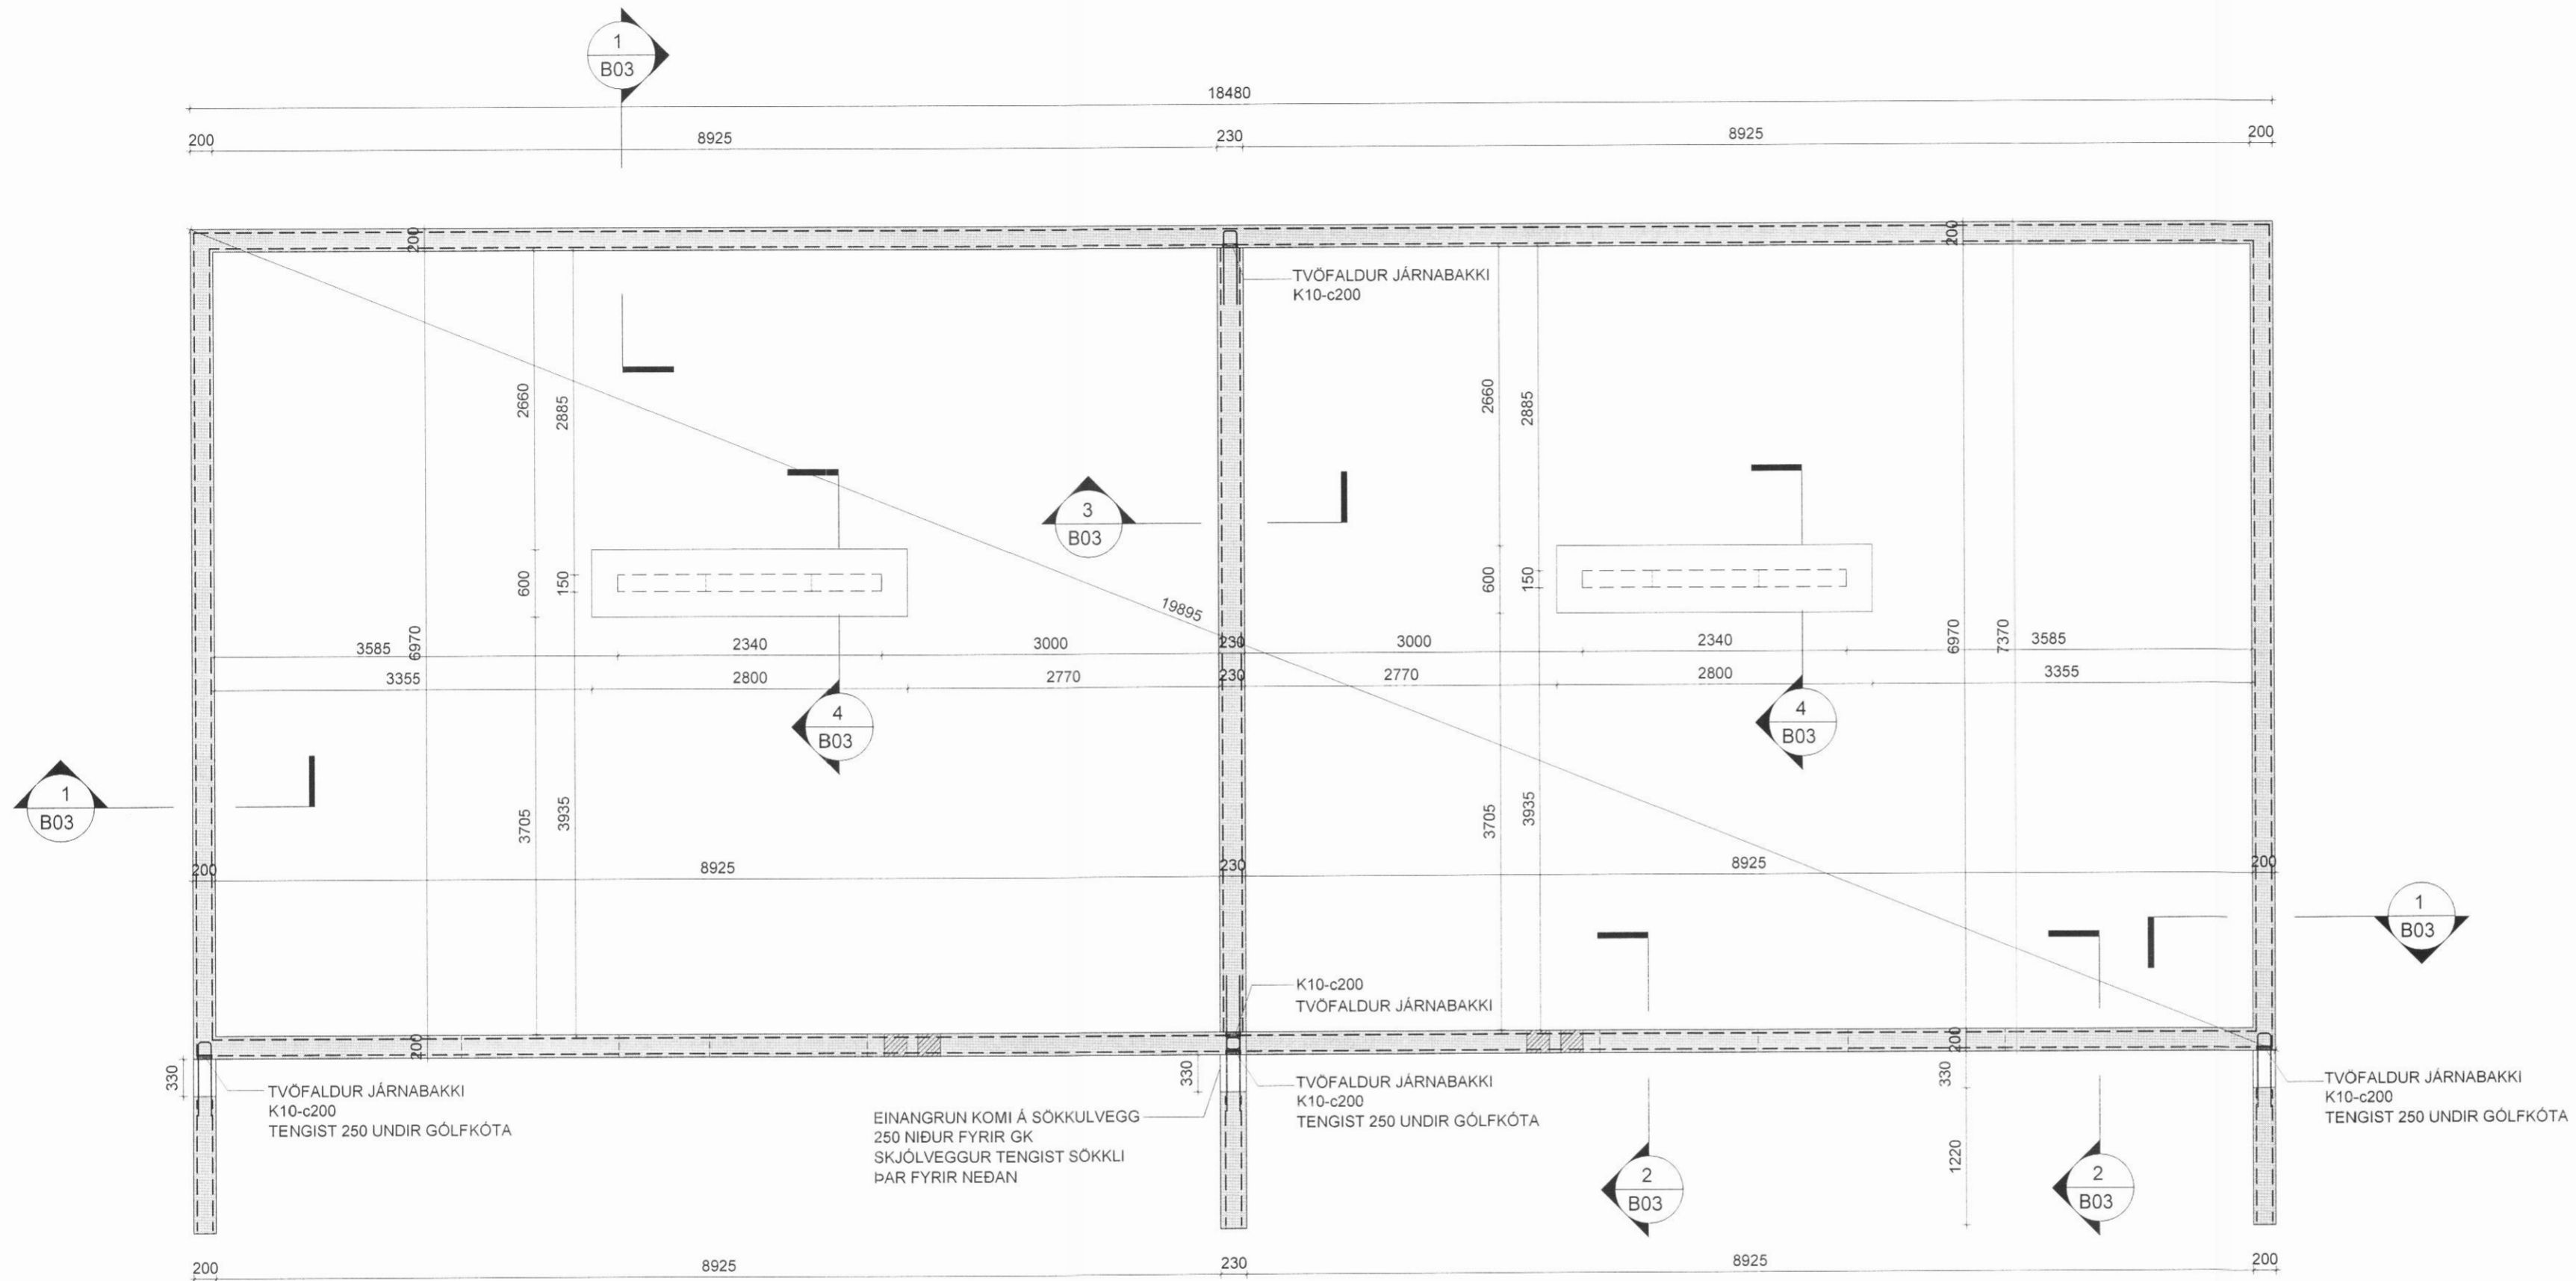 1
B03
18480
200
8925
230
8925
200
200
200
TVÖFALDUR JÁRNABAKKI
K10-c200
2660
2885
2660
2885
3
B03
600
150
19895
600
150
3585
6970
2340
3000
230
3000
2340
6970
7370
3585
3355
2800
2770
230
2770
2800
3355
4
B03
4
B03
1
B03
3705
3935
3705
3935
200
8925
230
8925
200
1
B03
K10-c200
TVÖFALDUR JÁRNABAKKI
200
200
330
330
330
TVÖFALDUR JÁRNABAKKI
K10-c200
TENGIST 250 UNDIR GÓLFKÓTA
EINANGRUN KOMI Á SÖKKULVEGG
250 NIÐUR FYRIR GK
SKJÓLVEGGUR TENGIST SÖKKLI
ÞAR FYRIR NEÐAN
TVÖFALDUR JÁRNABAKKI
K10-c200
TENGIST 250 UNDIR GÓLFKÓTA
TVÖFALDUR JÁRNABAKKI
K10-c200
TENGIST 250 UNDIR GÓLFKÓTA
1220
2
B03
2
B03
200
8925
230
8925
200